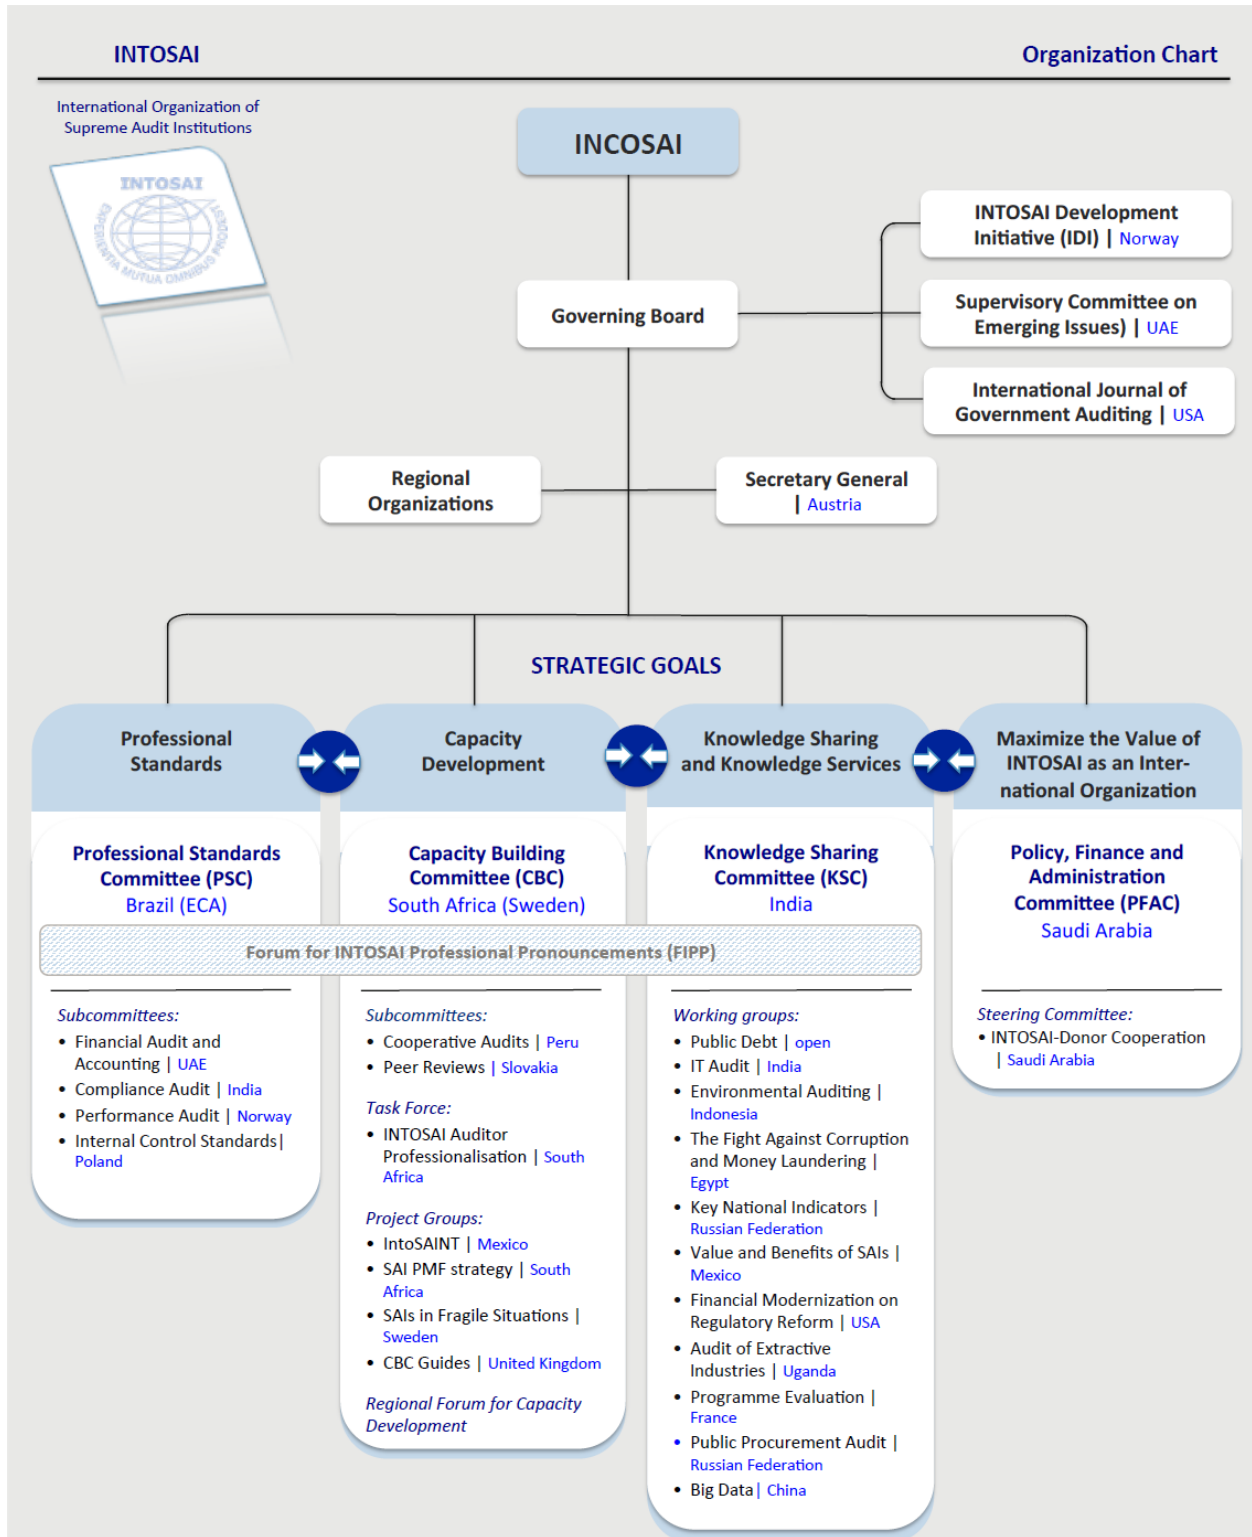 INTOSAI
Organization Chart
International Organization of
Supreme Audit Institutions
INTOSAI
EXPERIENTIA MUTUA OMNIBUS PRODEST
INCOSAI
INTOSAI Development
Initiative (IDI) | Norway
Governing Board
Supervisory Committee on
Emerging Issues) | UAE
International Journal of
Government Auditing | USA
Regional
Organizations
Secretary General
| Austria
STRATEGIC GOALS
Professional
Standards
Capacity
Development
Knowledge Sharing
and Knowledge Services
Maximize the Value of
INTOSAI as an Inter-
national Organization
Professional Standards
Committee (PSC)
Brazil (ECA)
Capacity Building
Committee (CBC)
South Africa (Sweden)
Knowledge Sharing
Committee (KSC)
India
Policy, Finance and
Administration
Committee (PFAC)
Saudi Arabia
Forum for INTOSAI Professional Pronouncements (FIPP)
Subcommittees:
• Financial Audit and
Accounting | UAE
• Compliance Audit | India
• Performance Audit | Norway
• Internal Control Standards|
Poland
Subcommittees:
• Cooperative Audits | Peru
• Peer Reviews | Slovakia
Task Force:
• INTOSAI Auditor
Professionalisation | South
Africa
Project Groups:
• IntoSAINT | Mexico
• SAI PMF strategy | South
Africa
• SAIs in Fragile Situations |
Sweden
• CBC Guides | United Kingdom
Regional Forum for Capacity
Development
Working groups:
• Public Debt | open
• IT Audit | India
• Environmental Auditing |
Indonesia
• The Fight Against Corruption
and Money Laundering |
Egypt
• Key National Indicators |
Russian Federation
• Value and Benefits of SAIs |
Mexico
• Financial Modernization on
Regulatory Reform | USA
• Audit of Extractive
Industries | Uganda
• Programme Evaluation |
France
• Public Procurement Audit |
Russian Federation
• Big Data| China
Steering Committee:
• INTOSAI-Donor Cooperation
| Saudi Arabia